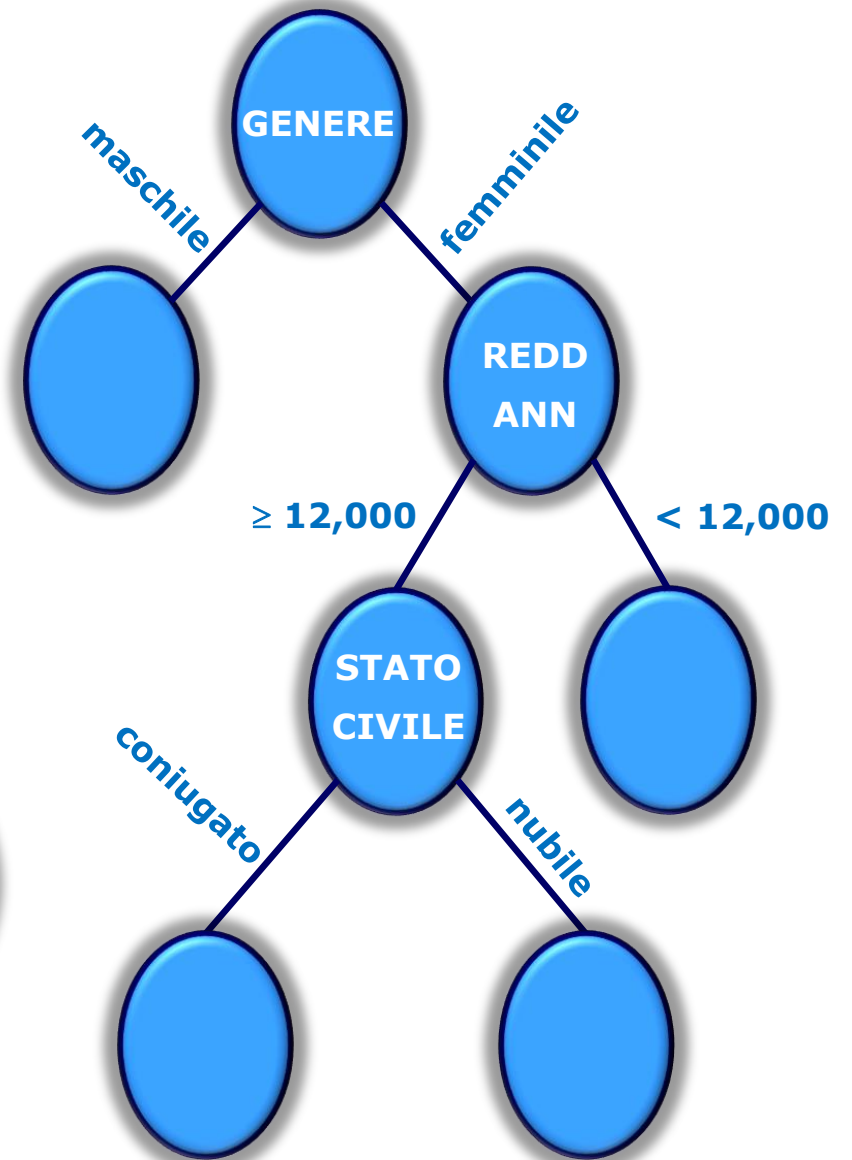 GENERE
maschile
femminile
REDD
ANN
≥ 12,000
< 12,000
STATO
CIVILE
coniugato
nubile